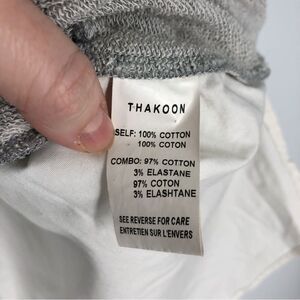 THAKOON
SELF: 100% COTTON
100% COTON
COMBO: 97% COTTON
3% ELASTANE
97% COTON
3% ELASHTANE
SEE REVERSE FOR CARE
ENTRETIEN SUR L'ENVERS